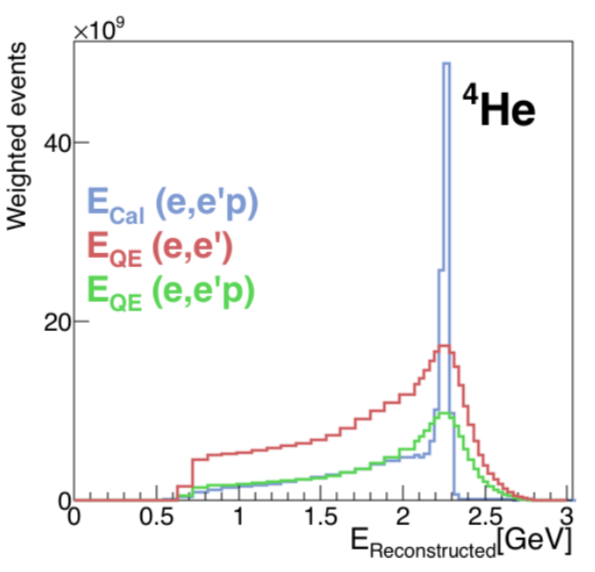 ×10⁹
Weighted events
⁴He
40
E_Cal (e,e'p)
E_QE (e,e')
E_QE (e,e'p)
20
0
0 0.5 1 1.5 2 2.5 3
E_Reconstructed[GeV]